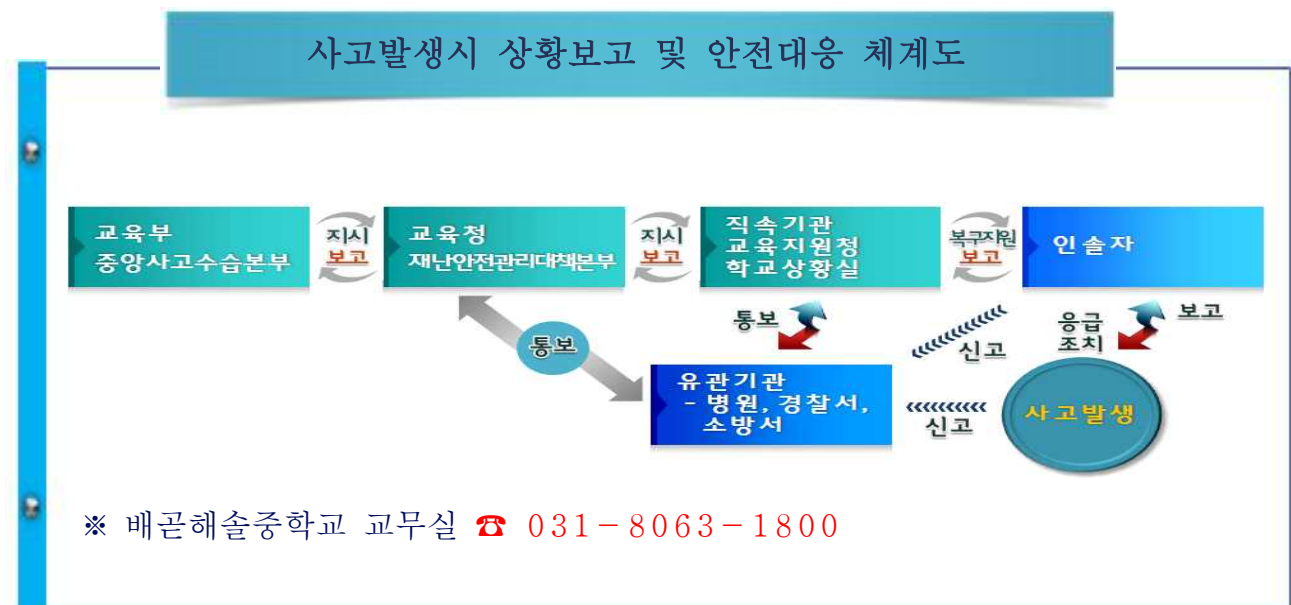 사고발생시 상황보고 및 안전대응 체계도
교육부
중앙사고수습본부
지시
보고
교육청
재난안전관리대책본부
지시
보고
직속기관
교육지원청
학교상황실
복구지원
보고
인솔자
통보
통보
신고
응급
조치
보고
유관기관
- 병원, 경찰서,
소방서
신고
사고발생
※ 배곧해솔중학교 교무실 ☎ 031-8063-1800